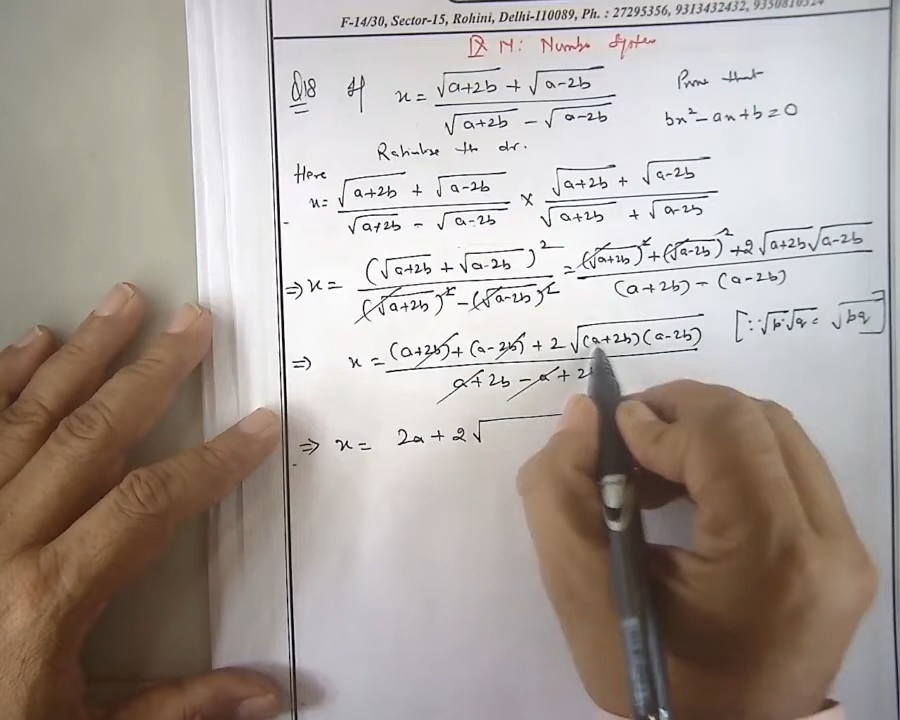 F-14/30, Sector-15, Rohini, Delhi-110089, Ph. : 27295356, 9313432432,
IX M: Number System
Q18 If x = (√(a+2b) + √(a-2b)) / (√(a+2b) - √(a-2b)) Prove that
bx² - ax + b = 0
Here Rationalise the dr.
x = (√(a+2b) + √(a-2b)) / (√(a+2b) - √(a-2b)) × (√(a+2b) + √(a-2b)) / (√(a+2b) + √(a-2b))
⇒ x = (√(a+2b) + √(a-2b))² / ((√(a+2b))² - (√(a-2b))²) = ((√(a+2b))² + (√(a-2b))² + 2√(a+2b)√(a-2b)) / ((a+2b) - (a-2b))
⇒ x = ((a+2b) + (a-2b) + 2√((a+2b)(a-2b))) / (a+2b - a + 2b) [∵ √p√q = √pq]
⇒ x = 2a + 2√